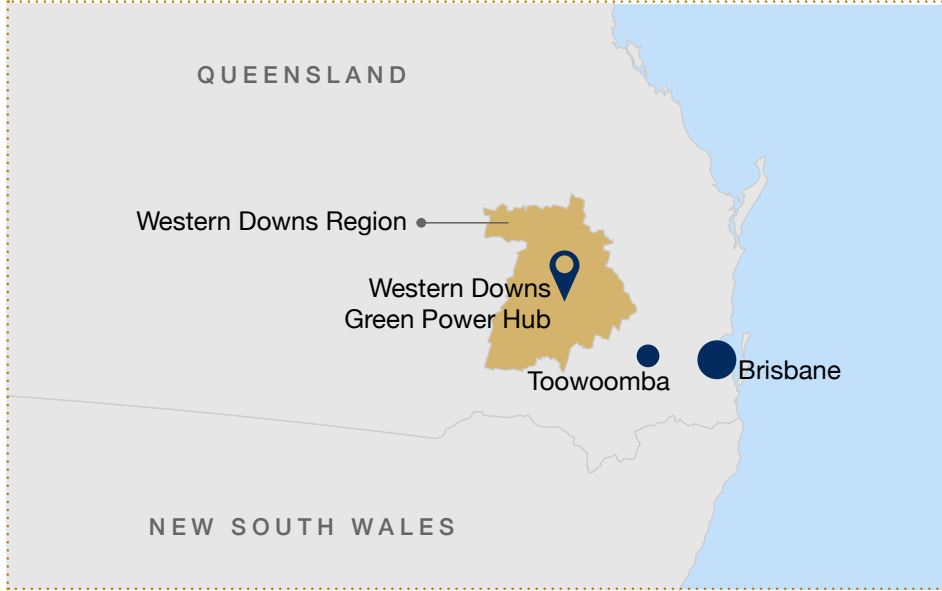 QUEENSLAND
Western Downs Region
Western Downs
Green Power Hub
Toowoomba
Brisbane
NEW SOUTH WALES